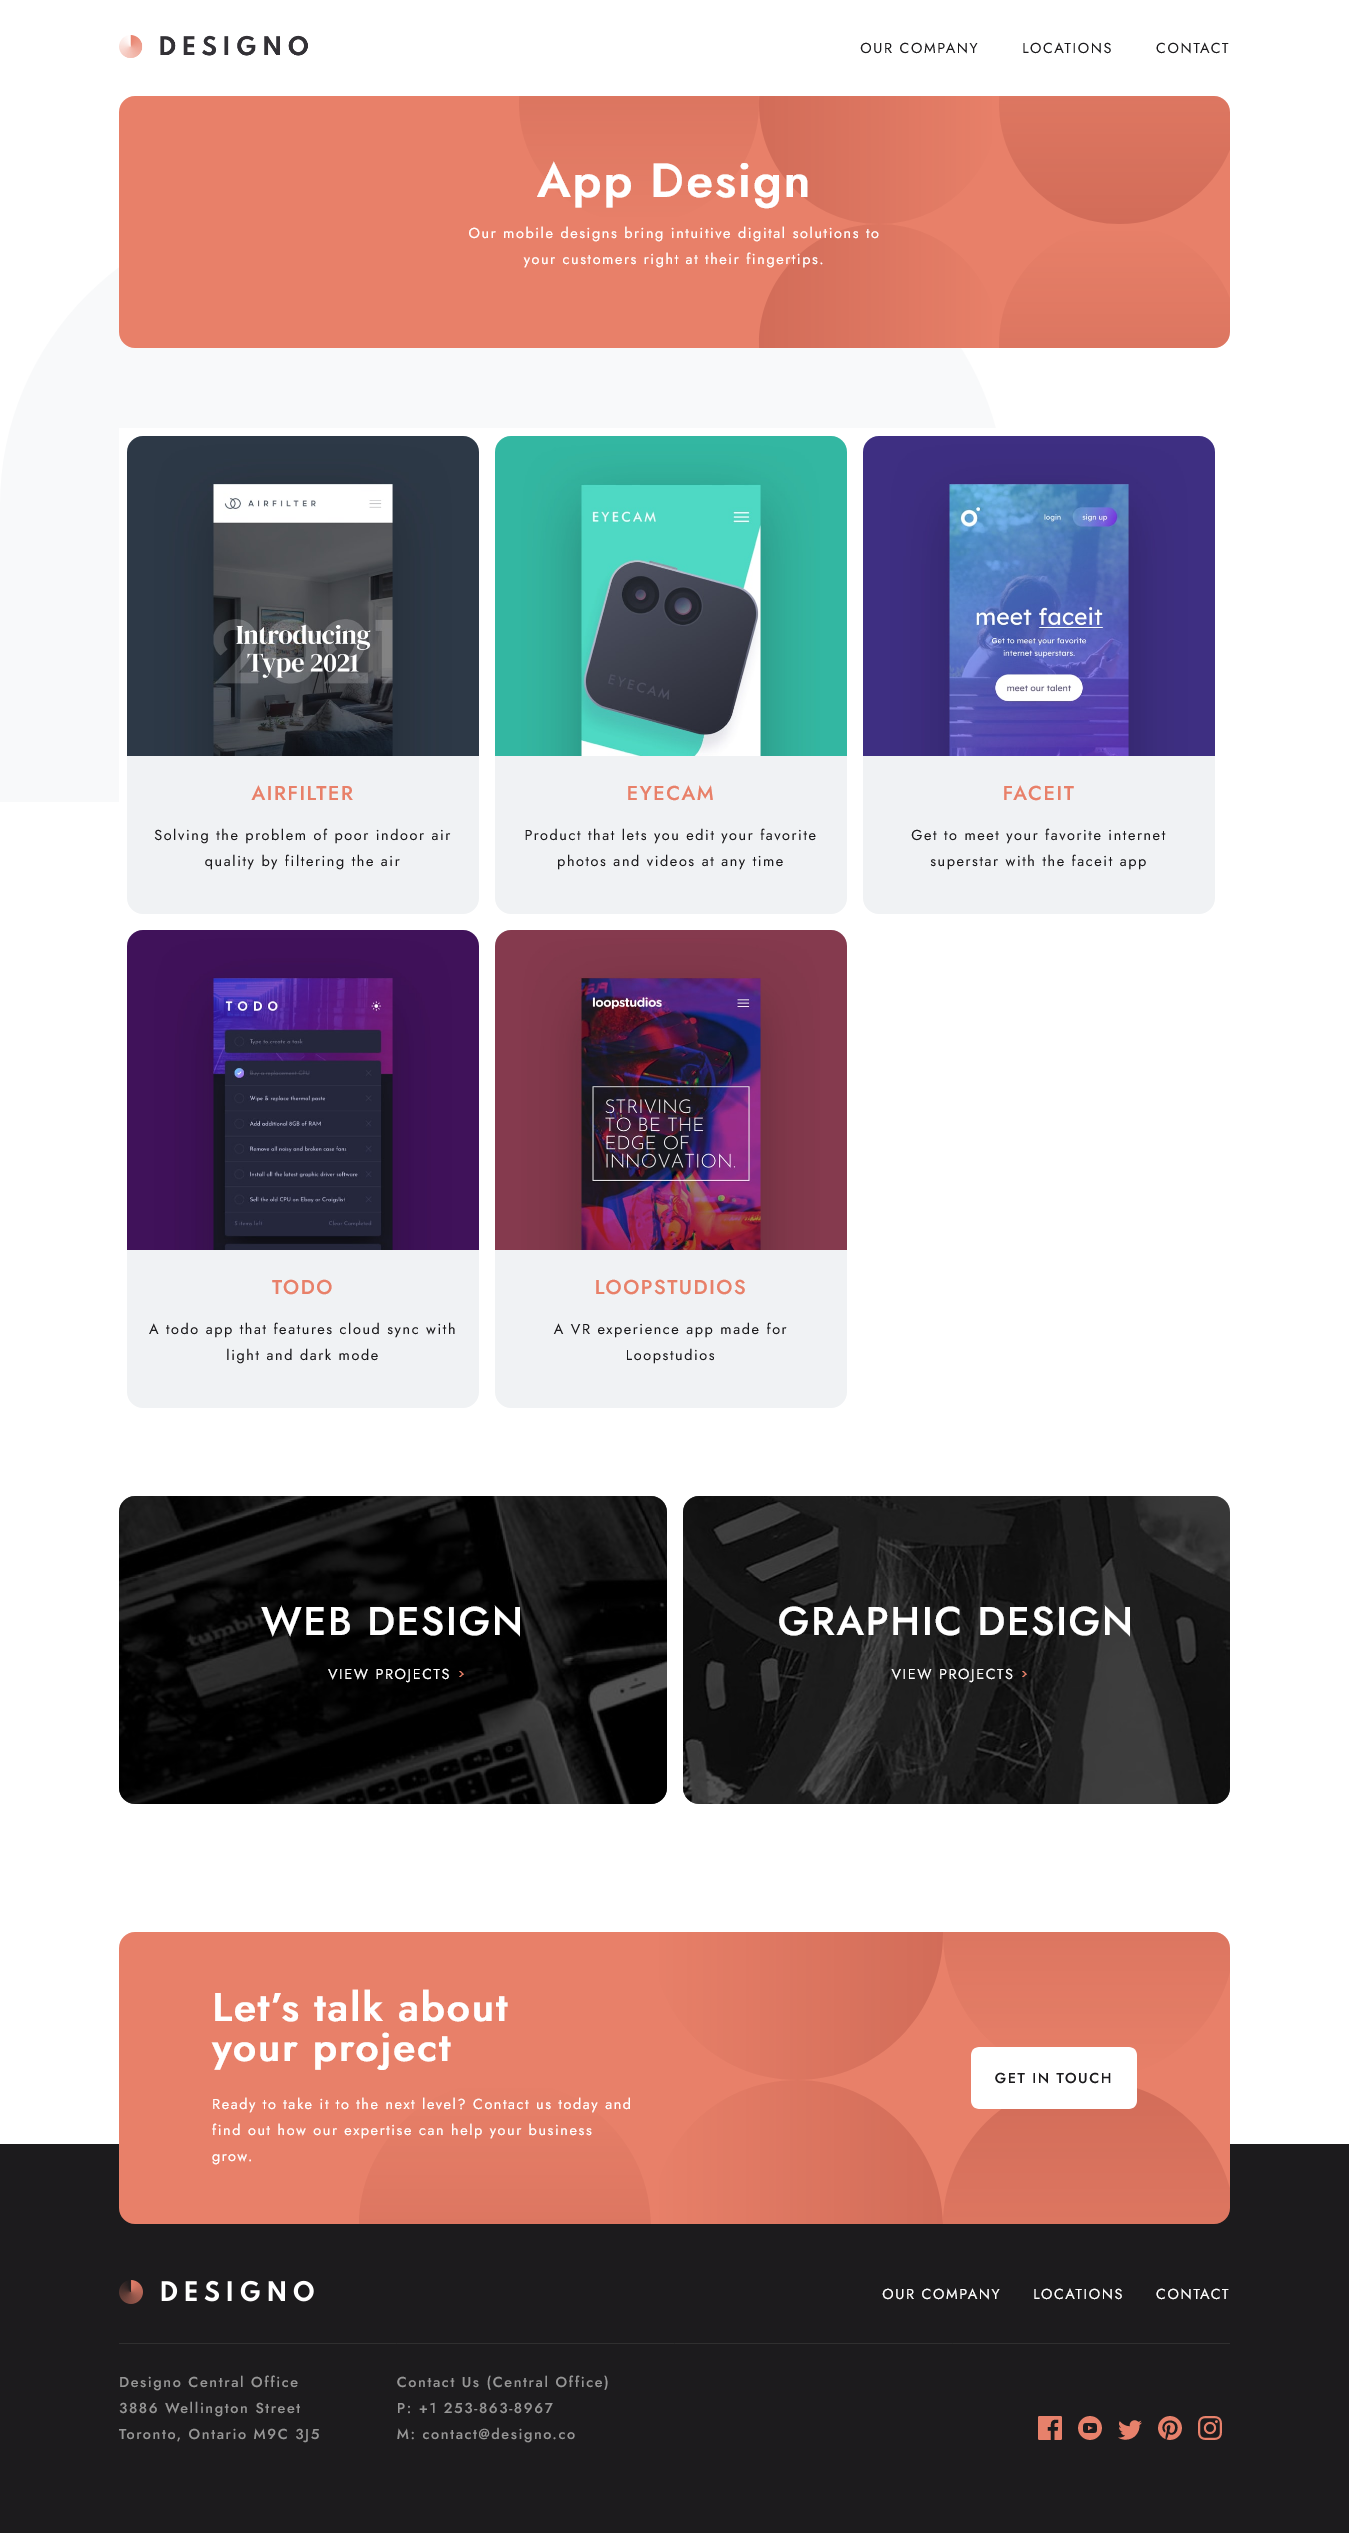 DESIGNO
OUR COMPANY
LOCATIONS
CONTACT
App Design
Our mobile designs bring intuitive digital solutions to
your customers right at their fingertips.
AIRFILTER
2021
Introducing
Type 2021
EYECAM
EYECAM
login
sign up
meet faceit
Get to meet your favorite
internet superstars.
meet our talent
AIRFILTER
Solving the problem of poor indoor air
quality by filtering the air
EYECAM
Product that lets you edit your favorite
photos and videos at any time
FACEIT
Get to meet your favorite internet
superstar with the faceit app
TODO
Type to create a task
Buy a replacement CPU
Wipe & replace thermal paste
Add additional 8GB of RAM
Remove all noisy and broken case fans
Install all the latest graphic driver software
Sell the old CPU on Ebay or Craigslist
5 items left
Clear Completed
loopstudios
STRIVING
TO BE THE
EDGE OF
INNOVATION.
TODO
A todo app that features cloud sync with
light and dark mode
LOOPSTUDIOS
A VR experience app made for
Loopstudios
tumblr
WEB DESIGN
VIEW PROJECTS
GRAPHIC DESIGN
VIEW PROJECTS
Let’s talk about
your project
Ready to take it to the next level? Contact us today and
find out how our expertise can help your business
grow.
GET IN TOUCH
DESIGNO
OUR COMPANY
LOCATIONS
CONTACT
Designo Central Office
3886 Wellington Street
Toronto, Ontario M9C 3J5
Contact Us (Central Office)
P: +1 253-863-8967
M: contact@designo.co